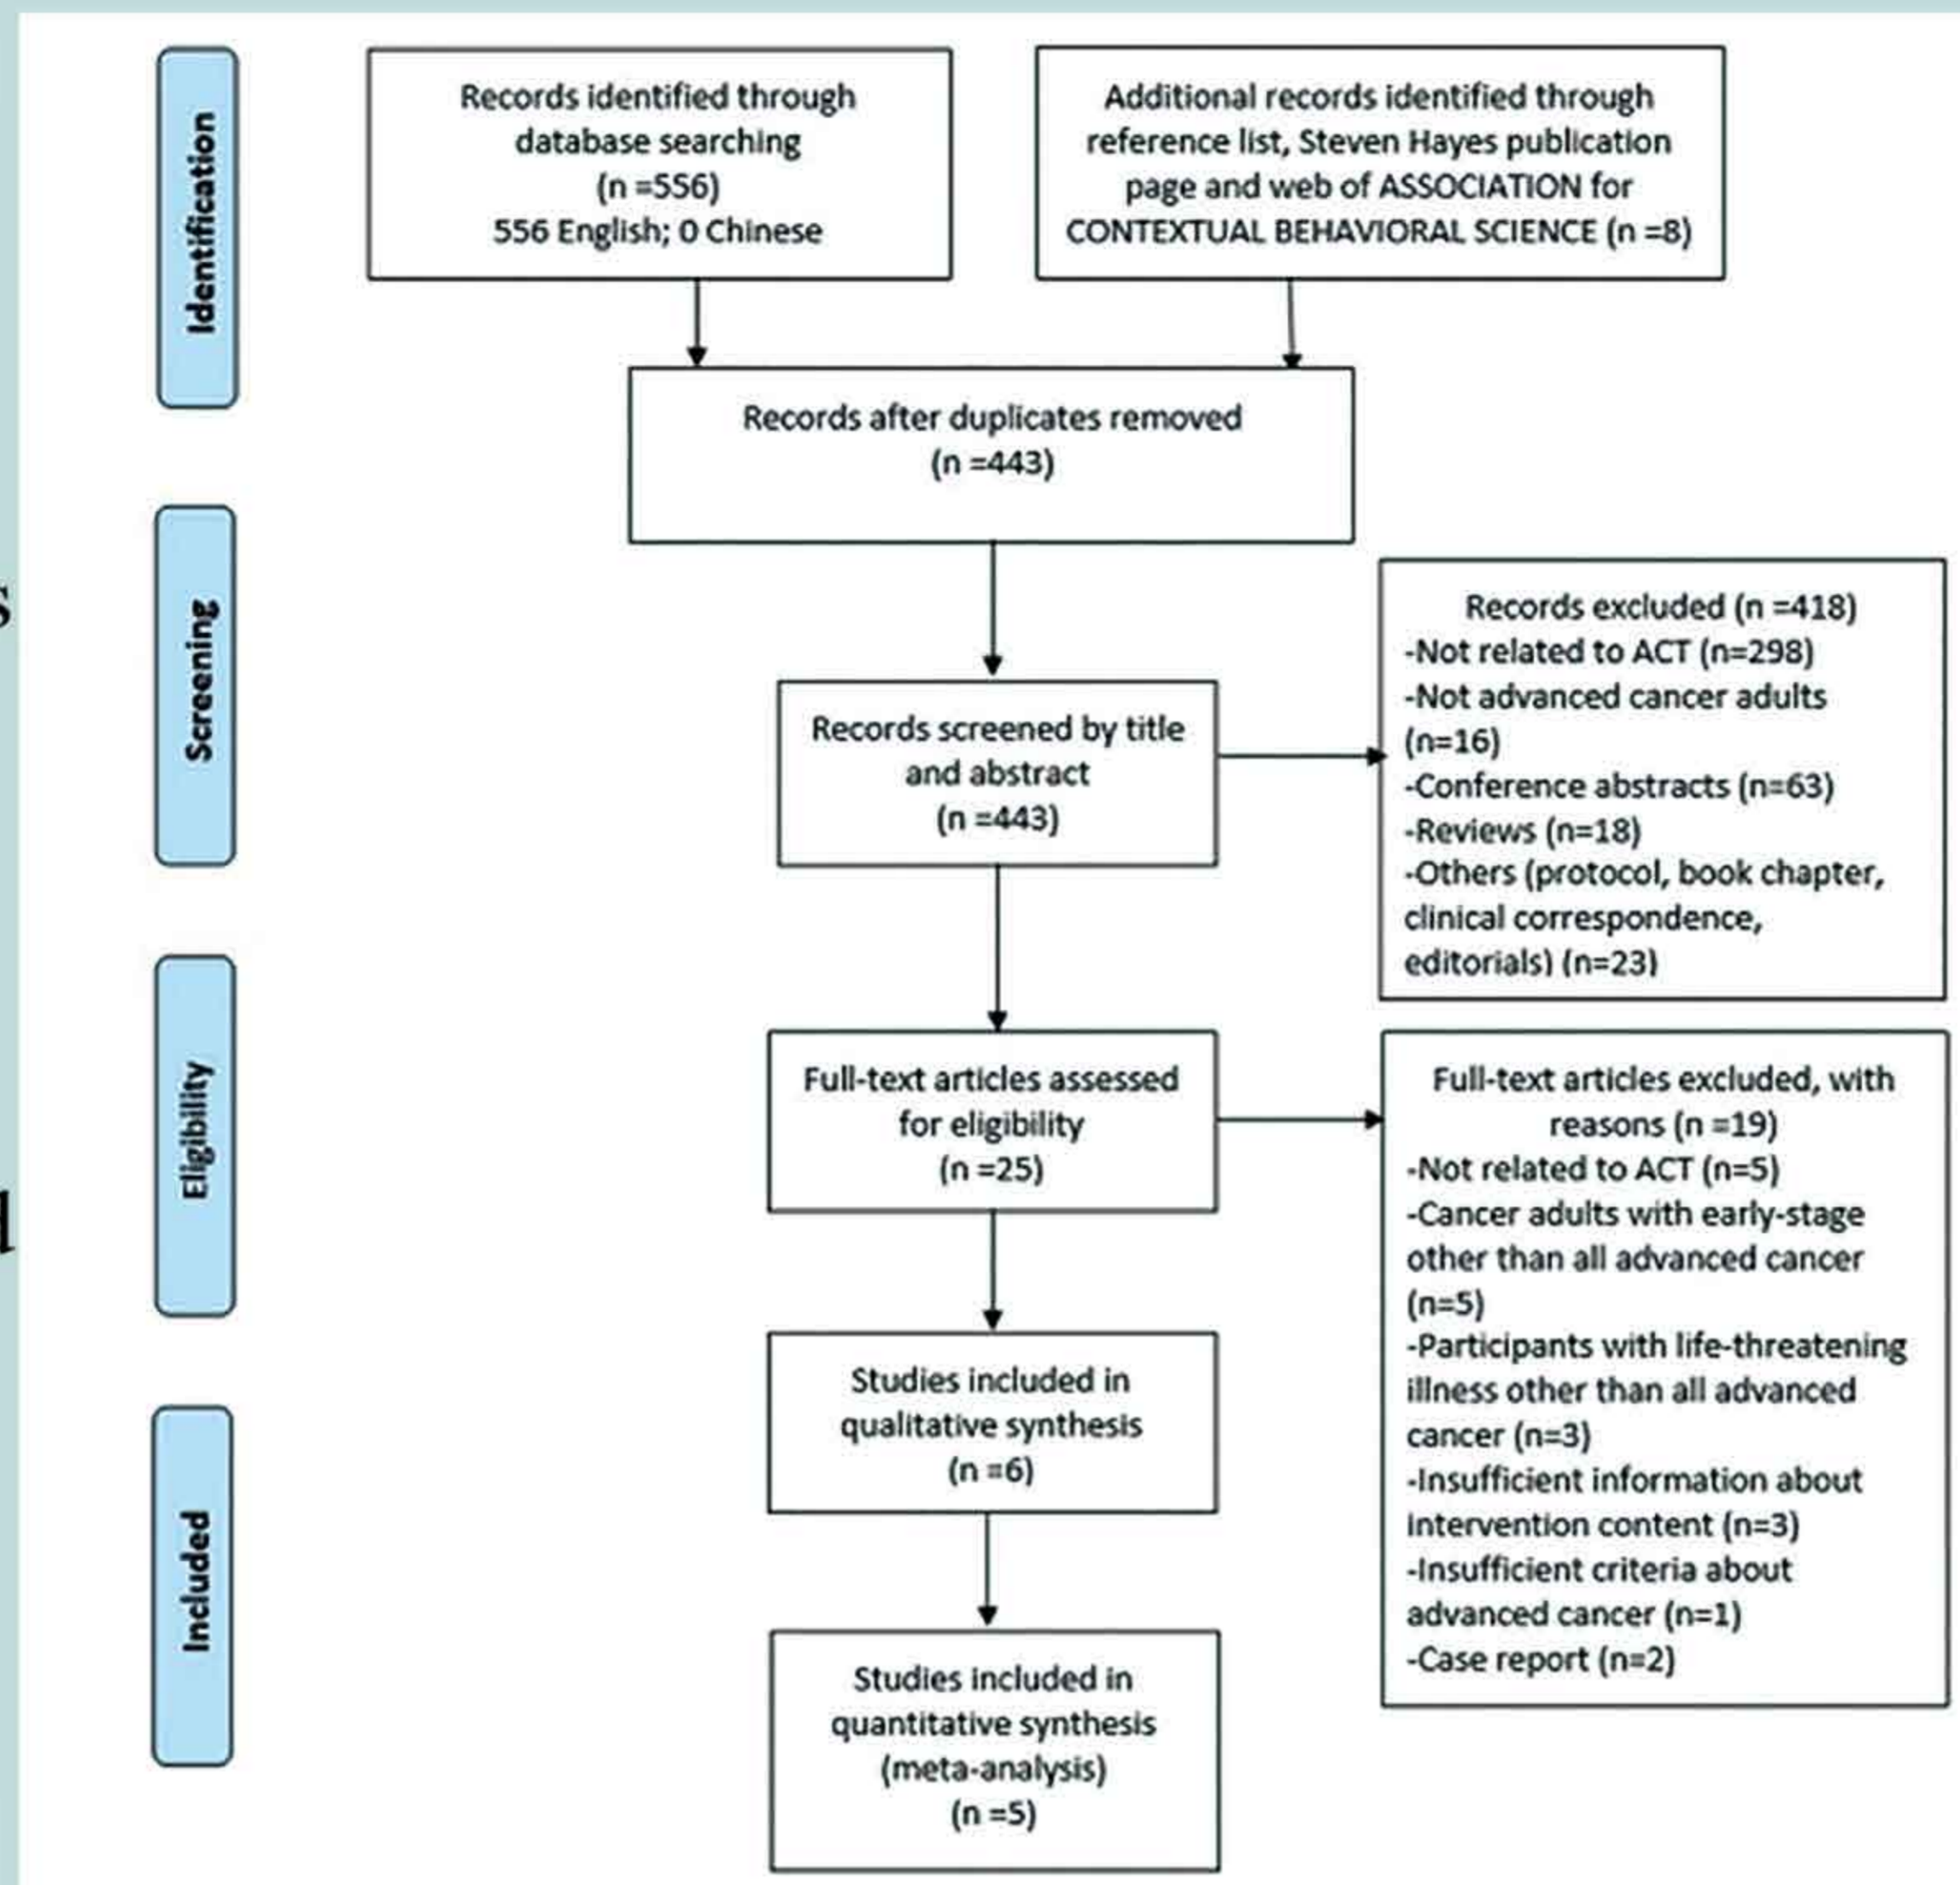 Identification
Records identified through
database searching
(n =556)
556 English; 0 Chinese
Additional records identified through
reference list, Steven Hayes publication
page and web of ASSOCIATION for
CONTEXTUAL BEHAVIORAL SCIENCE (n =8)
Records after duplicates removed
(n =443)
Screening
Records screened by title
and abstract
(n =443)
Records excluded (n =418)
-Not related to ACT (n=298)
-Not advanced cancer adults
(n=16)
-Conference abstracts (n=63)
-Reviews (n=18)
-Others (protocol, book chapter,
clinical correspondence,
editorials) (n=23)
Eligibility
Full-text articles assessed
for eligibility
(n =25)
Full-text articles excluded, with
reasons (n =19)
-Not related to ACT (n=5)
-Cancer adults with early-stage
other than all advanced cancer
(n=5)
-Participants with life-threatening
illness other than all advanced
cancer (n=3)
-Insufficient information about
intervention content (n=3)
-Insufficient criteria about
advanced cancer (n=1)
-Case report (n=2)
Studies included in
qualitative synthesis
(n =6)
Included
Studies included in
quantitative synthesis
(meta-analysis)
(n =5)